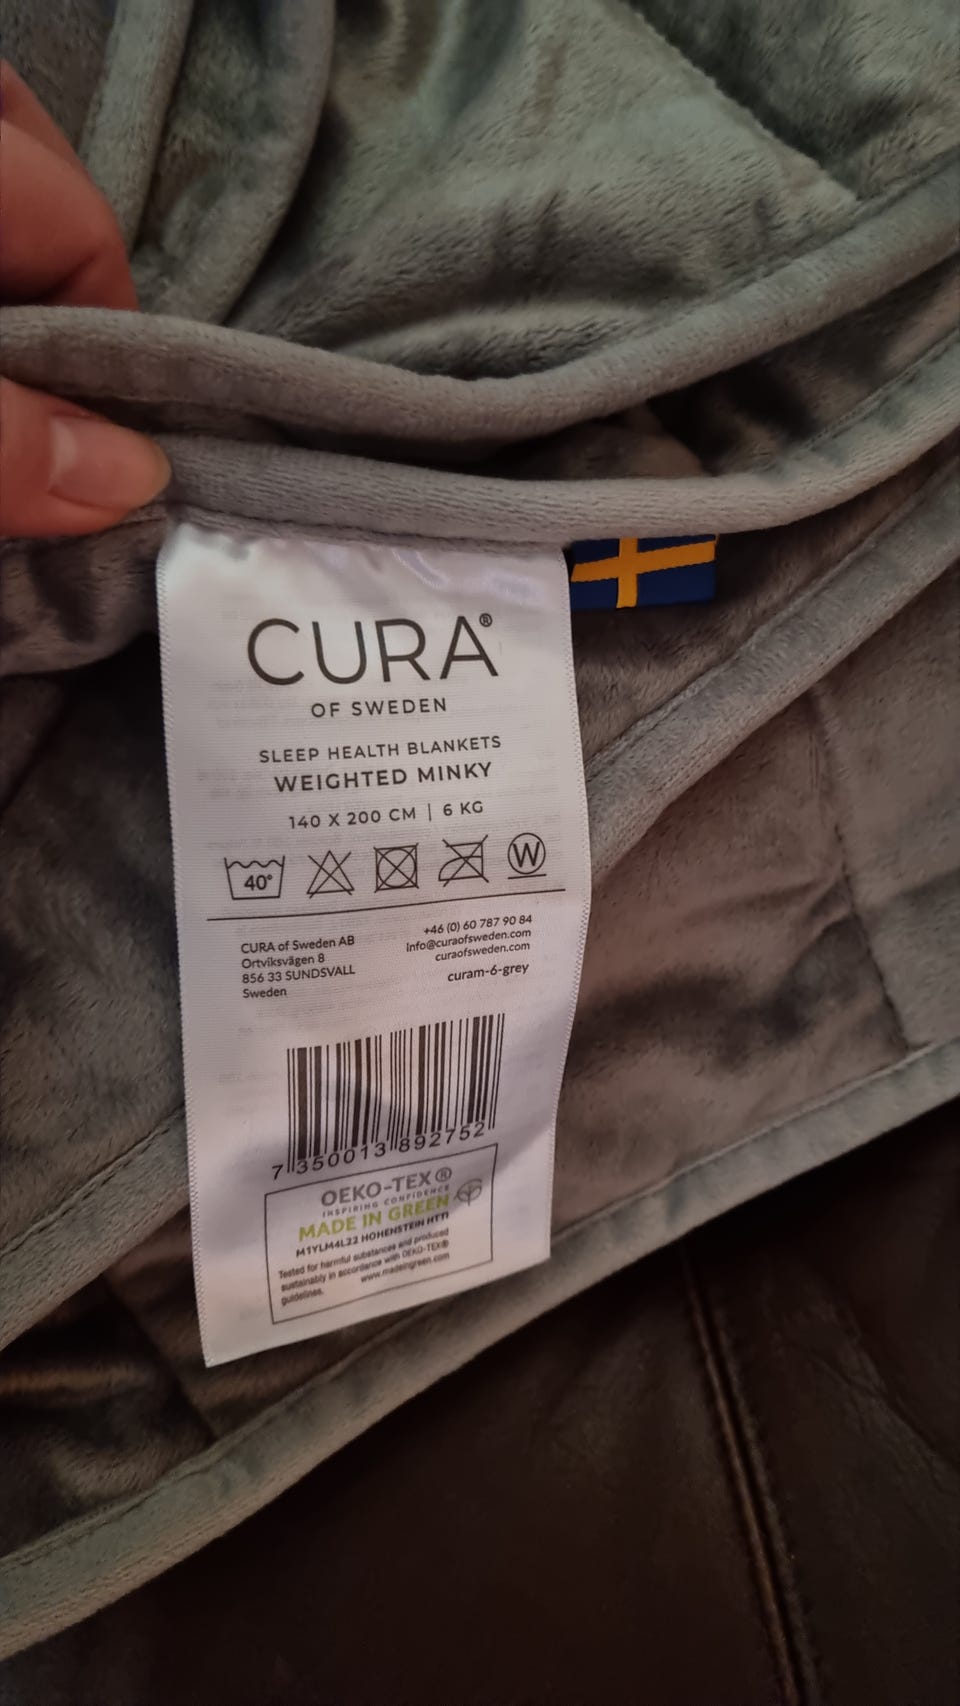 CURA®
OF SWEDEN
SLEEP HEALTH BLANKETS
WEIGHTED MINKY
140 X 200 CM | 6 KG
40°
W
CURA of Sweden AB
Ortviksvägen 8
856 33 SUNDSVALL
Sweden
+46 (0) 60 787 90 84
Info@curaofsweden.com
curaofsweden.com
curam-6-grey
7 350013 892752
OEKO-TEX®
INSPIRING CONFIDENCE
MADE IN GREEN
M1YLM4L22 HOHENSTEIN HTTI
Tested for harmful substances and produced
sustainably in accordance with OEKO-TEX®
guidelines. www.madeingreen.com